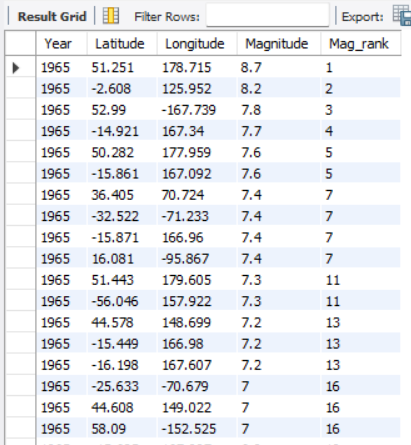 Result Grid Filter Rows: Export:
Year Latitude Longitude Magnitude Mag_rank
1965 51.251 178.715 8.7 1
1965 -2.608 125.952 8.2 2
1965 52.99 -167.739 7.8 3
1965 -14.921 167.34 7.7 4
1965 50.282 177.959 7.6 5
1965 -15.861 167.092 7.6 5
1965 36.405 70.724 7.4 7
1965 -32.522 -71.233 7.4 7
1965 -15.871 166.96 7.4 7
1965 16.081 -95.867 7.4 7
1965 51.443 179.605 7.3 11
1965 -56.046 157.922 7.3 11
1965 44.578 148.699 7.2 13
1965 -15.449 166.98 7.2 13
1965 -16.198 167.607 7.2 13
1965 -25.633 -70.679 7 16
1965 44.608 149.022 7 16
1965 58.09 -152.525 7 16